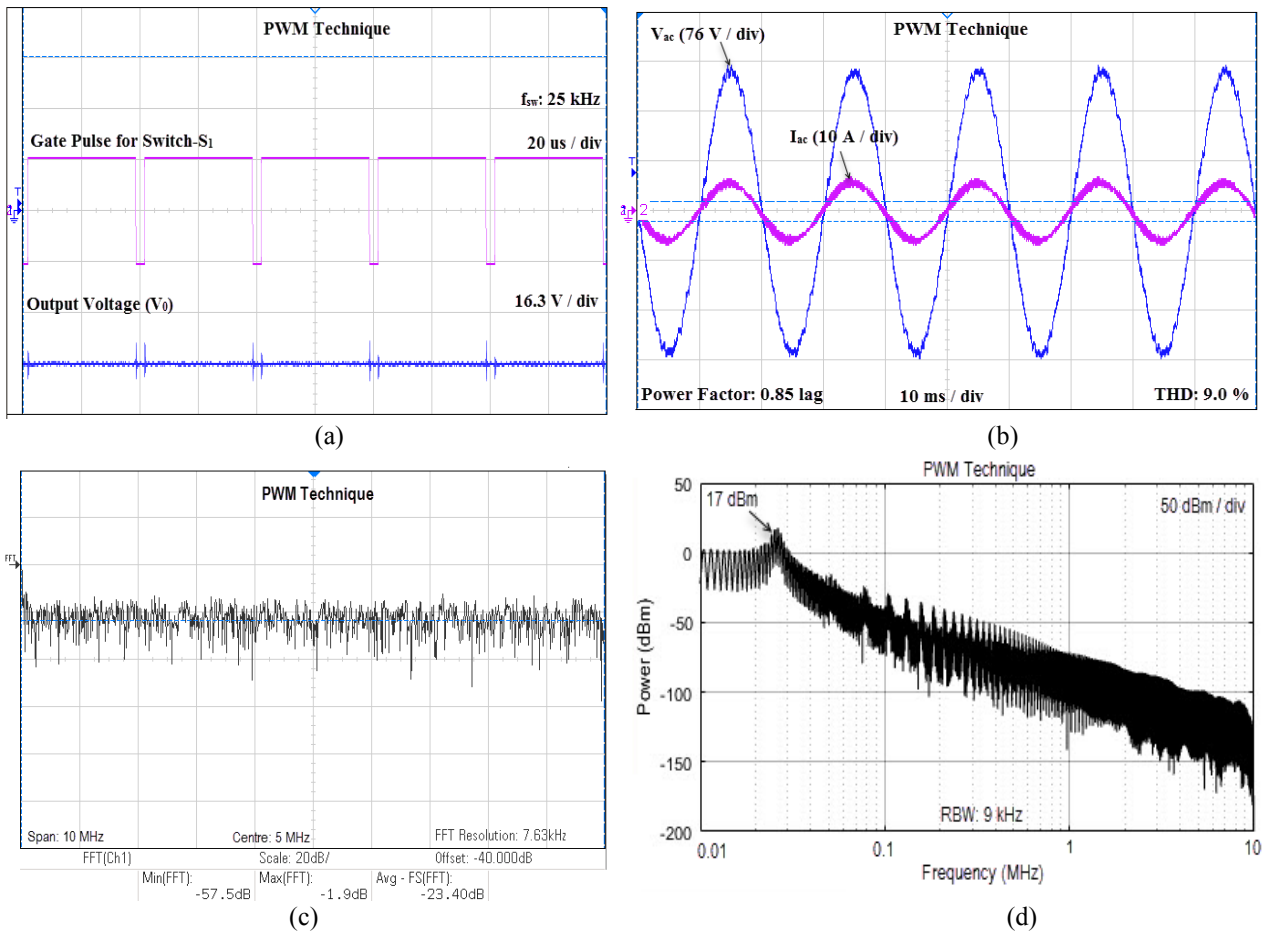 PWM Technique
fsw: 25 kHz
Gate Pulse for Switch-S1
20 us / div
T
Output Voltage (V0)
16.3 V / div
(a)
PWM Technique
Vac (76 V / div)
Iac (10 A / div)
T
2
Power Factor: 0.85 lag
10 ms / div
THD: 9.0 %
(b)
PWM Technique
FFT
Span: 10 MHz
Centre: 5 MHz
FFT Resolution: 7.63kHz
FFT(Ch1)
Scale: 20dB/
Offset: -40.000dB
Min(FFT):
-57.5dB
Max(FFT):
-1.9dB
Avg - FS(FFT):
-23.40dB
(c)
PWM Technique
17 dBm
50 dBm / div
50
0
-50
-100
-150
-200
Power (dBm)
RBW: 9 kHz
0.01
0.1
1
10
Frequency (MHz)
(d)